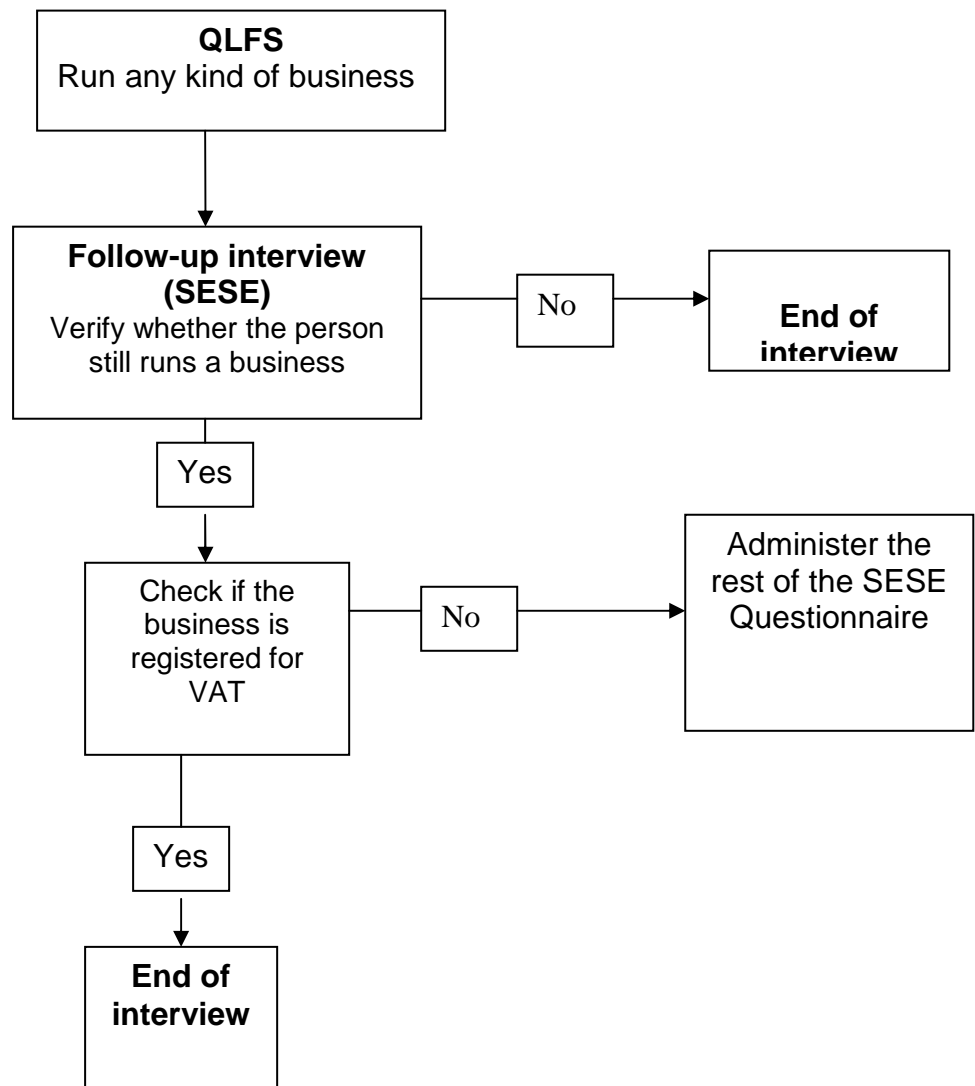 QLFS
Run any kind of business
Follow-up interview
(SESE)
Verify whether the person
still runs a business
No
End of
interview
Yes
Check if the
business is
registered for
VAT
No
Administer the
rest of the SESE
Questionnaire
Yes
End of
interview